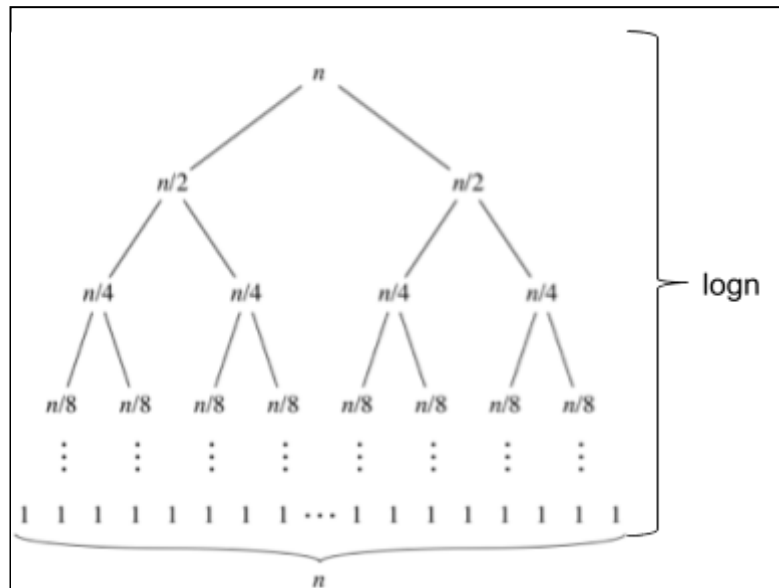 n
n/2 n/2
n/4 n/4 n/4 n/4
logn
n/8 n/8 n/8 n/8 n/8 n/8 n/8 n/8
1 1 1 1 1 1 1 1 ··· 1 1 1 1 1 1 1 1
n